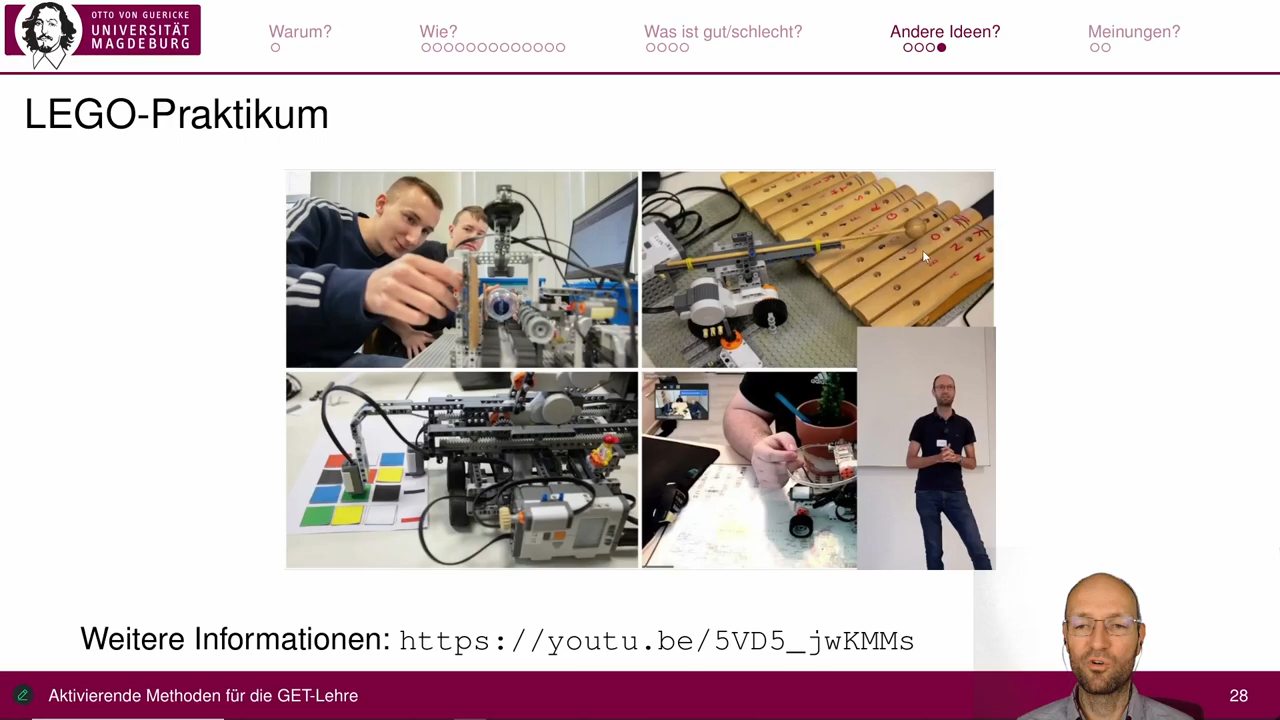 OTTO VON GUERICKE
UNIVERSITÄT
MAGDEBURG
Warum?
Wie?
Was ist gut/schlecht?
Andere Ideen?
Meinungen?
LEGO-Praktikum
Weitere Informationen: https://youtu.be/5VD5_jwKMMs
Aktivierende Methoden für die GET-Lehre
28